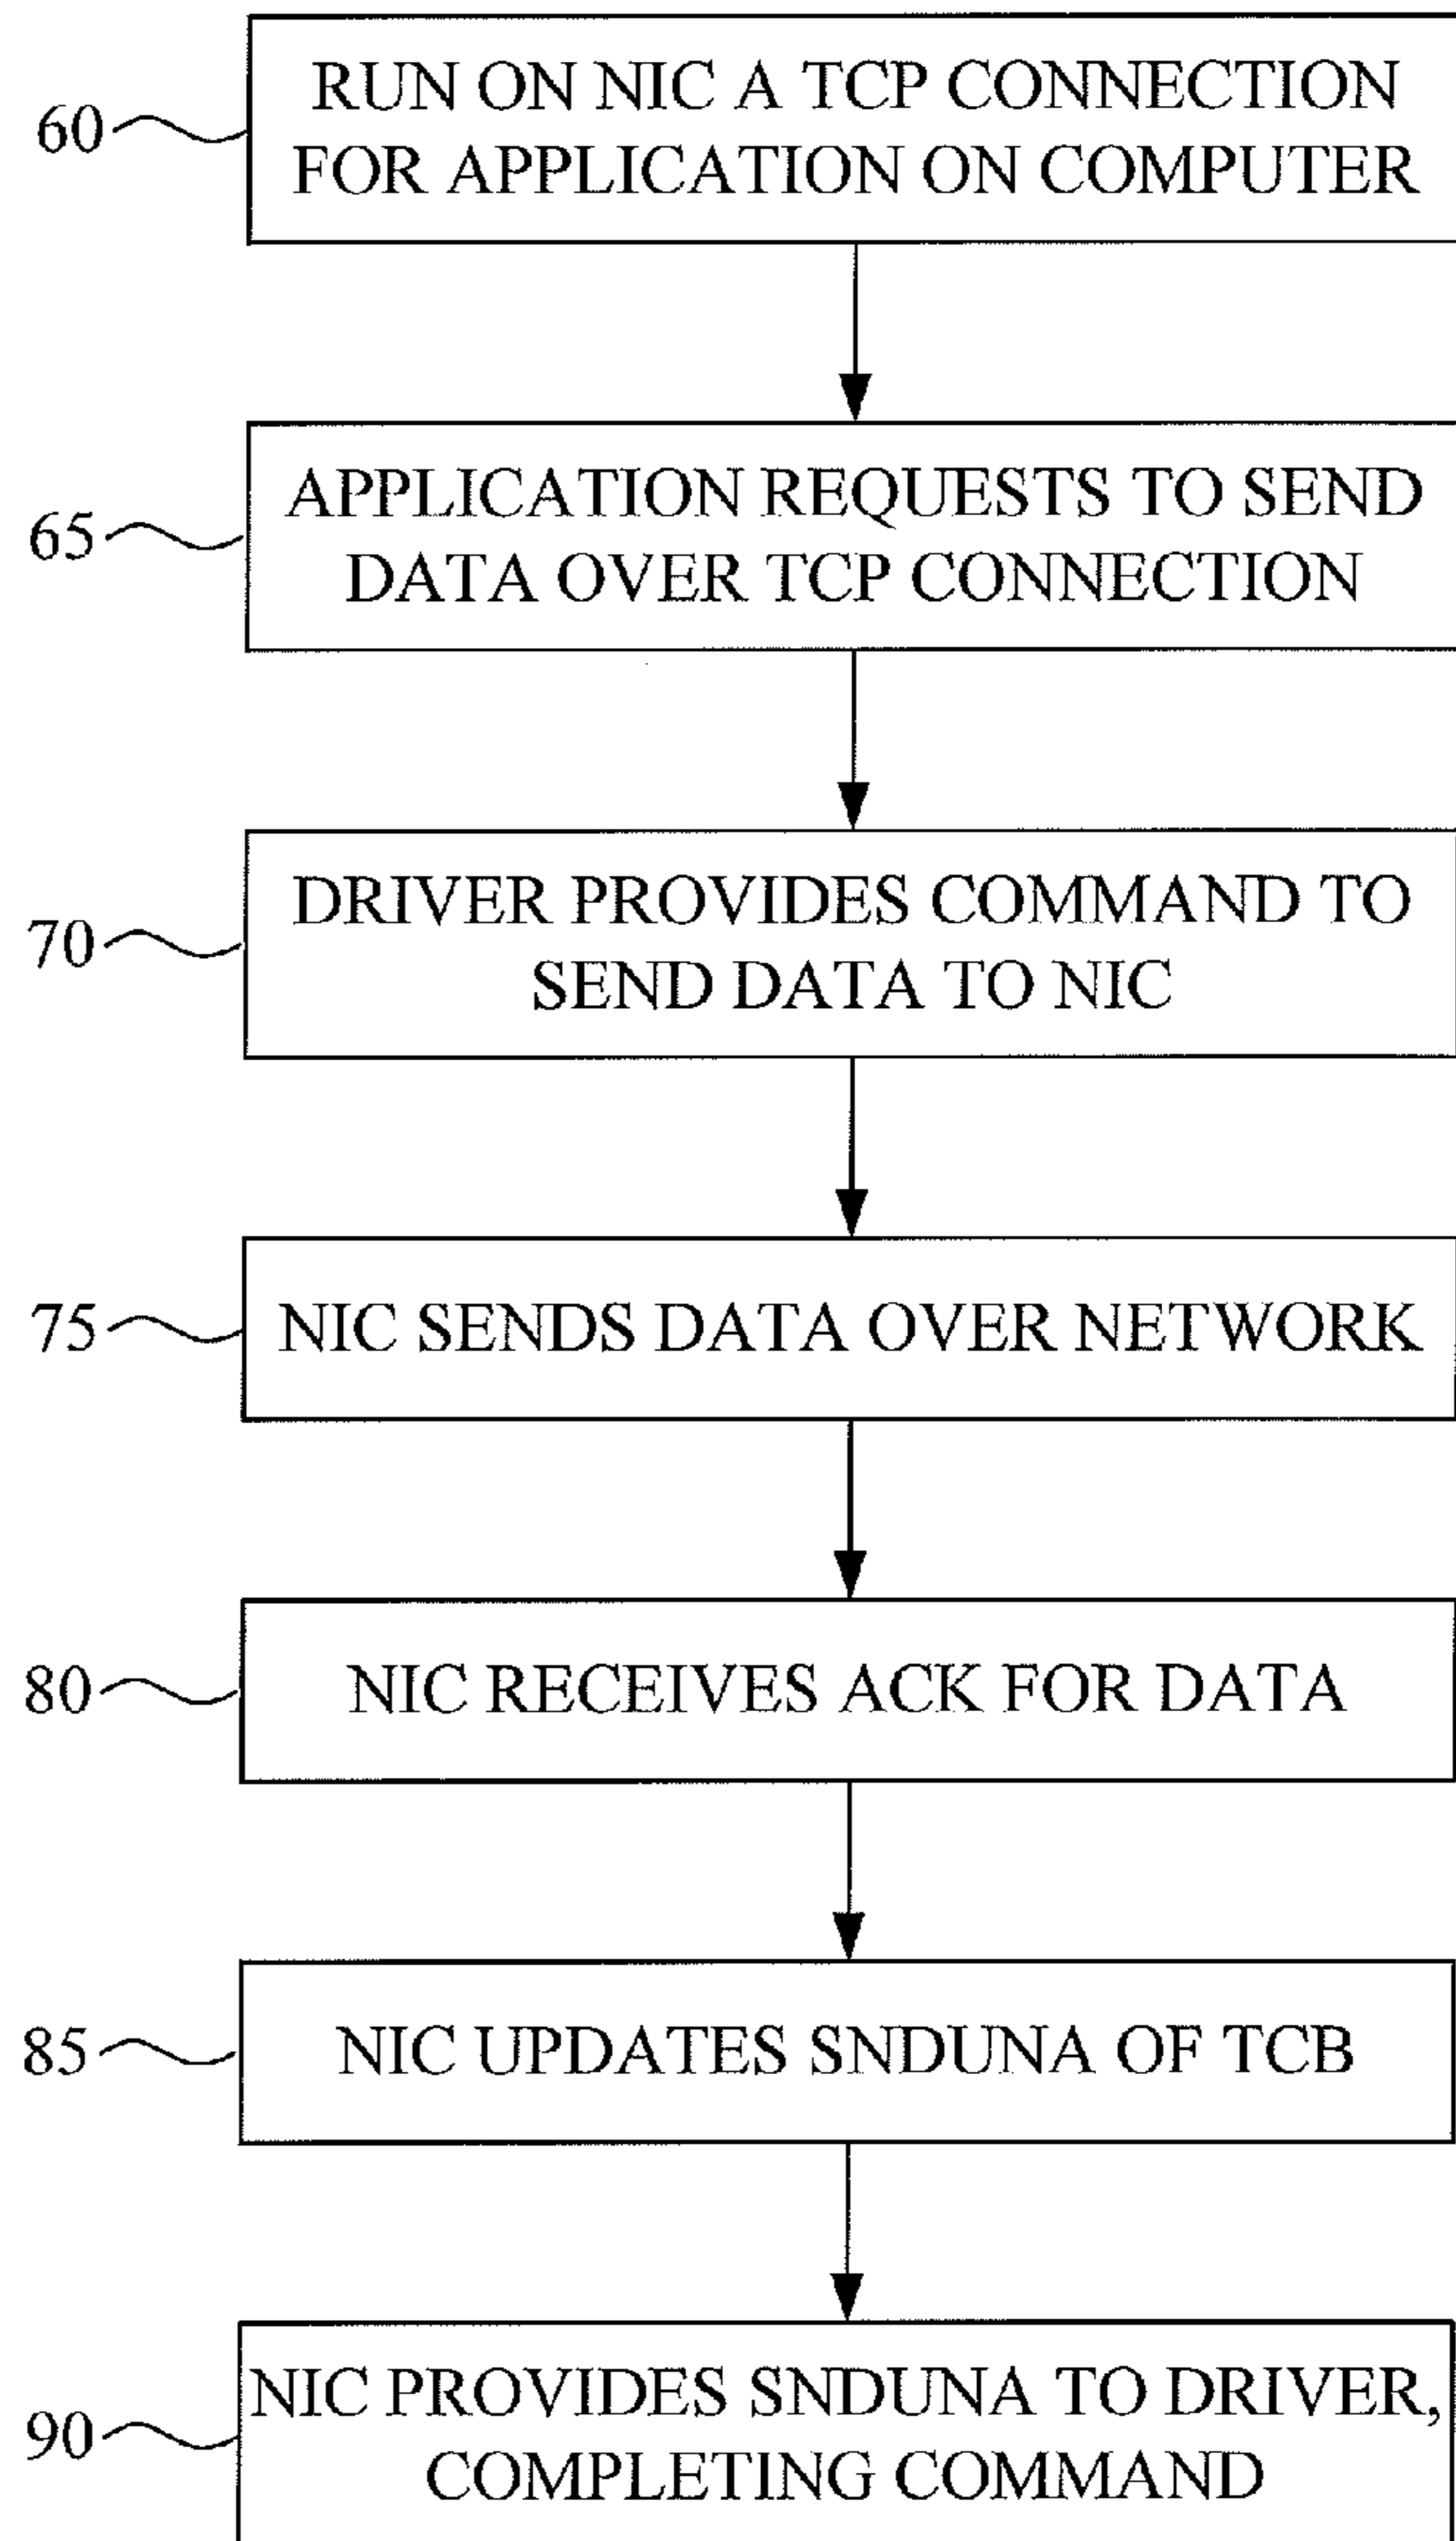 RUN ON NIC A TCP CONNECTION
60
FOR APPLICATION ON COMPUTER
APPLICATION REQUESTS TO SEND
65
DATA OVER TCP CONNECTION
DRIVER PROVIDES COMMAND TO
70
SEND DATA TO NIC
75
NIC SENDS DATA OVER NETWORK
80
NIC RECEIVES ACK FOR DATA
85
NIC UPDATES SNDUNA OF TCB
NIC PROVIDES SNDUNA TO DRIVER,
90
COMPLETING COMMAND